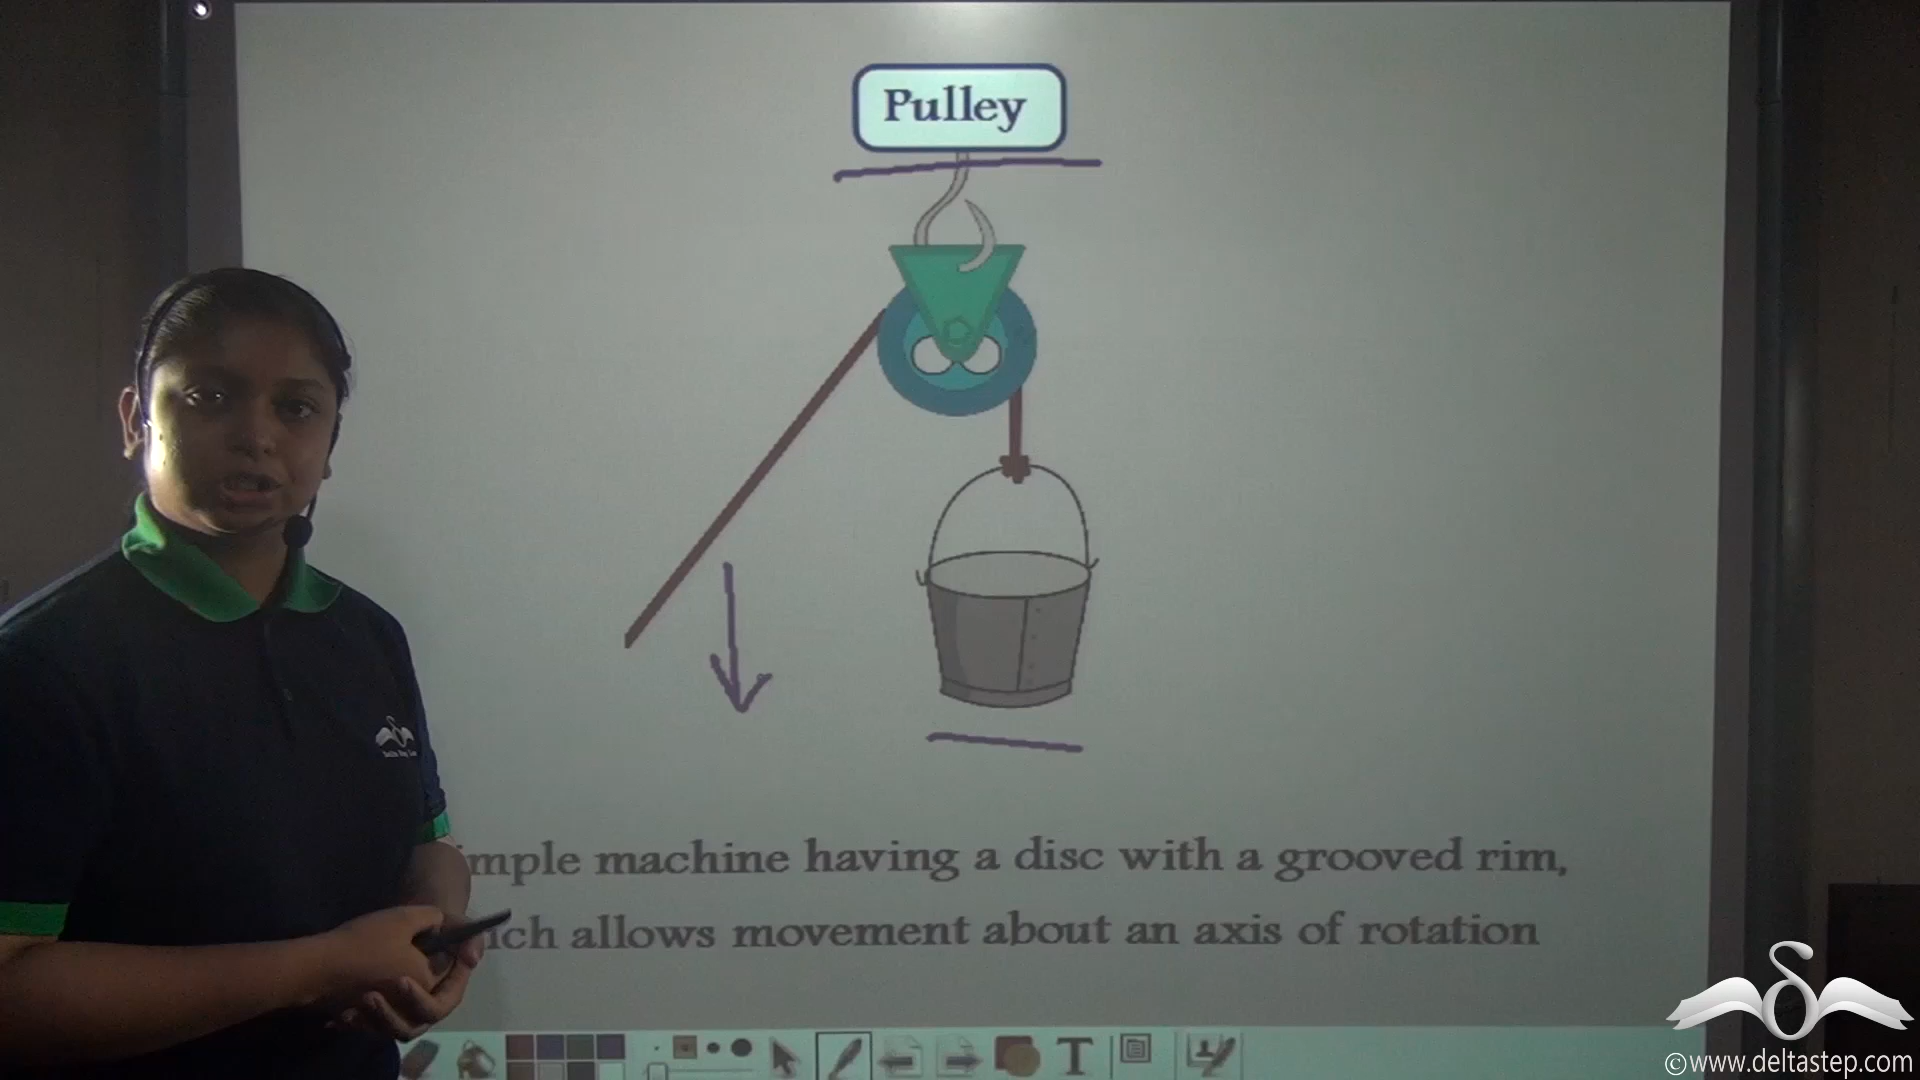 Pulley
imple machine having a disc with a grooved rim,
ich allows movement about an axis of rotation
T
©www.deltastep.com